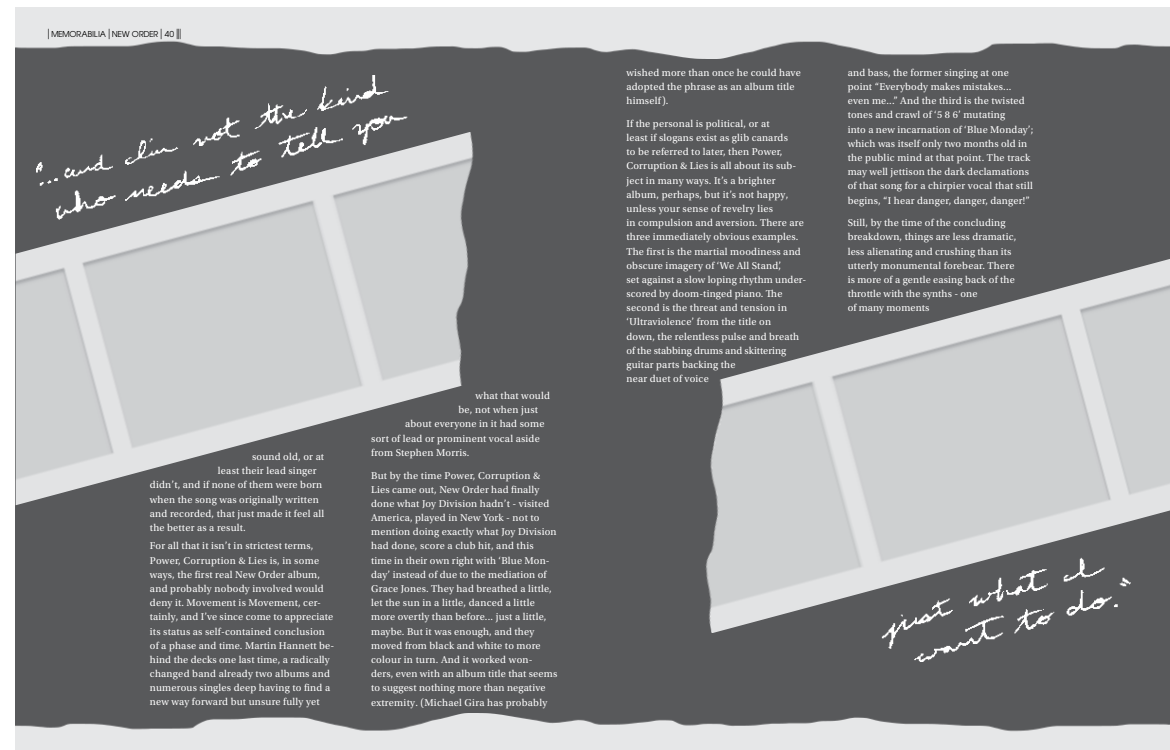 |MEMORABILIA|NEW ORDER|40|||
"...and I'm not the kind
who needs to tell you
sound old, or at
least their lead singer
didn't, and if none of them were born
when the song was originally written
and recorded, that just made it feel all
the better as a result.
For all that it isn't in strictest terms,
Power, Corruption & Lies is, in some
ways, the first real New Order album,
and probably nobody involved would
deny it. Movement is Movement, cer-
tainly, and I've since come to appreciate
its status as self-contained conclusion
of a phase and time. Martin Hannett be-
hind the decks one last time, a radically
changed band already two albums and
numerous singles deep having to find a
new way forward but unsure fully yet
what that would
be, not when just
about everyone in it had some
sort of lead or prominent vocal aside
from Stephen Morris.
But by the time Power, Corruption &
Lies came out, New Order had finally
done what Joy Division hadn't - visited
America, played in New York - not to
mention doing exactly what Joy Division
had done, score a club hit, and this
time in their own right with 'Blue Mon-
day' instead of due to the mediation of
Grace Jones. They had breathed a little,
let the sun in a little, danced a little
more overtly than before... just a little,
maybe. But it was enough, and they
moved from black and white to more
colour in turn. And it worked won-
ders, even with an album title that seems
to suggest nothing more than negative
extremity. (Michael Gira has probably
wished more than once he could have
adopted the phrase as an album title
himself).
If the personal is political, or at
least if slogans exist as glib canards
to be referred to later, then Power,
Corruption & Lies is all about its sub-
ject in many ways. It's a brighter
album, perhaps, but it's not happy,
unless your sense of revelry lies
in compulsion and aversion. There are
three immediately obvious examples.
The first is the martial moodiness and
obscure imagery of 'We All Stand',
set against a slow loping rhythm under-
scored by doom-tinged piano. The
second is the threat and tension in
'Ultraviolence' from the title on
down, the relentless pulse and breath
of the stabbing drums and skittering
guitar parts backing the
near duet of voice
and bass, the former singing at one
point "Everybody makes mistakes...
even me..." And the third is the twisted
tones and crawl of '5 8 6' mutating
into a new incarnation of 'Blue Monday';
which was itself only two months old in
the public mind at that point. The track
may well jettison the dark declamations
of that song for a chirpier vocal that still
begins, "I hear danger, danger, danger!"
Still, by the time of the concluding
breakdown, things are less dramatic,
less alienating and crushing than its
utterly monumental forebear. There
is more of a gentle easing back of the
throttle with the synths - one
of many moments
just what I
want to do."